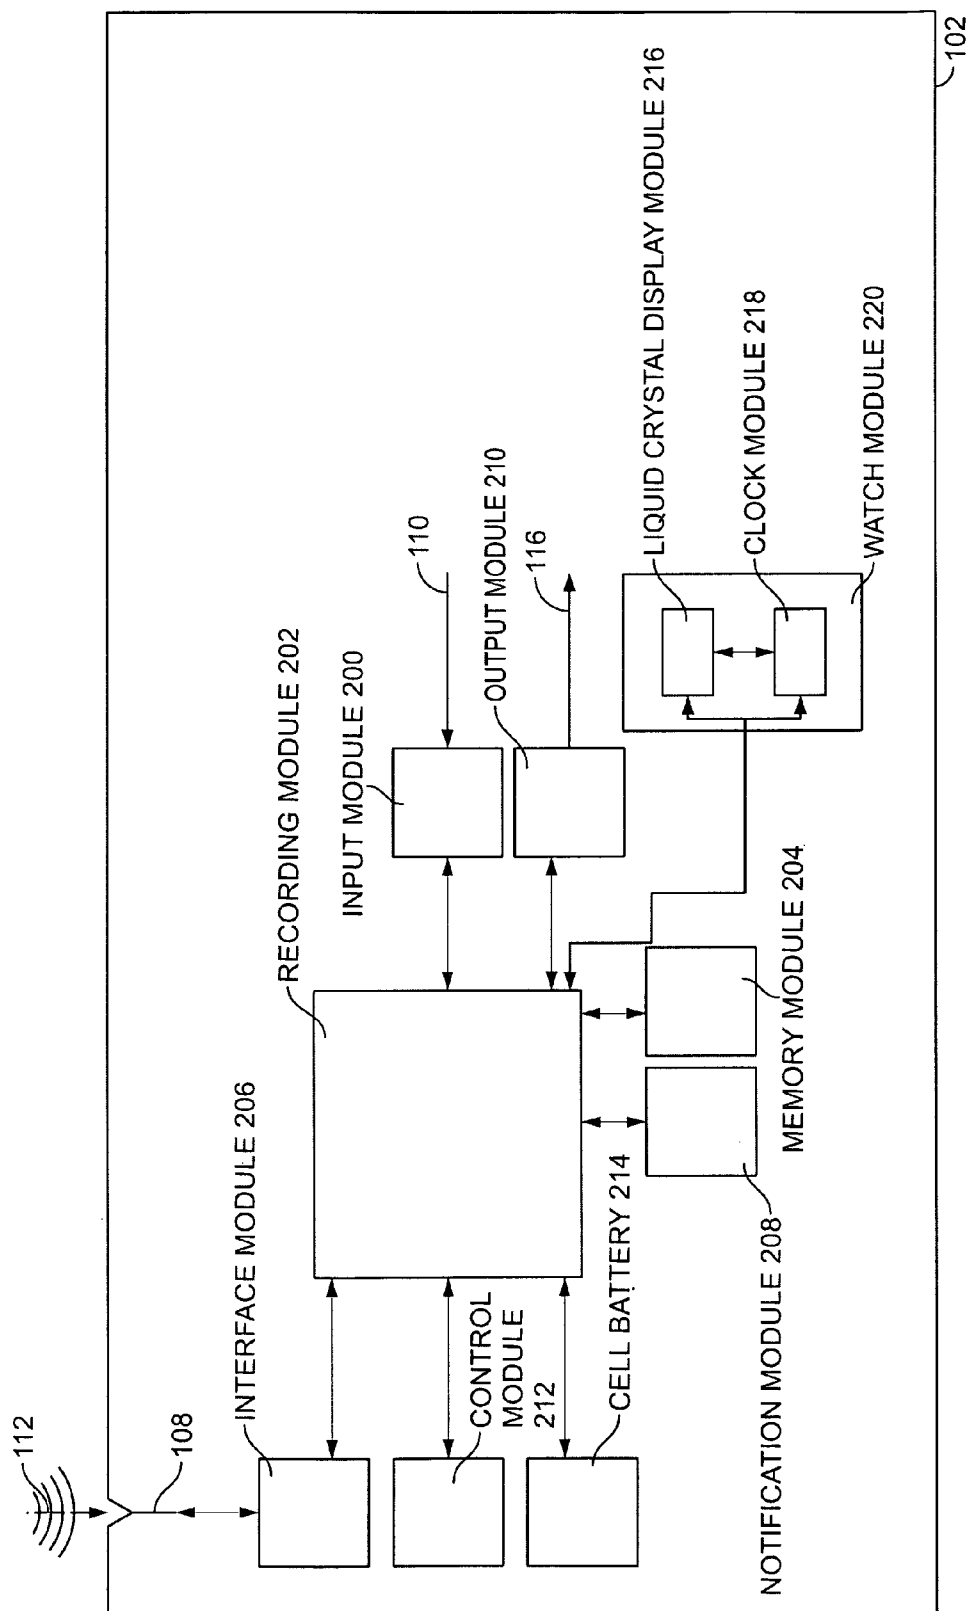 112
108
INTERFACE MODULE 206
CONTROL
MODULE
212
CELL BATTERY 214
NOTIFICATION MODULE 208
RECORDING MODULE 202
MEMORY MODULE 204
INPUT MODULE 200
110
OUTPUT MODULE 210
116
LIQUID CRYSTAL DISPLAY MODULE 216
CLOCK MODULE 218
WATCH MODULE 220
102